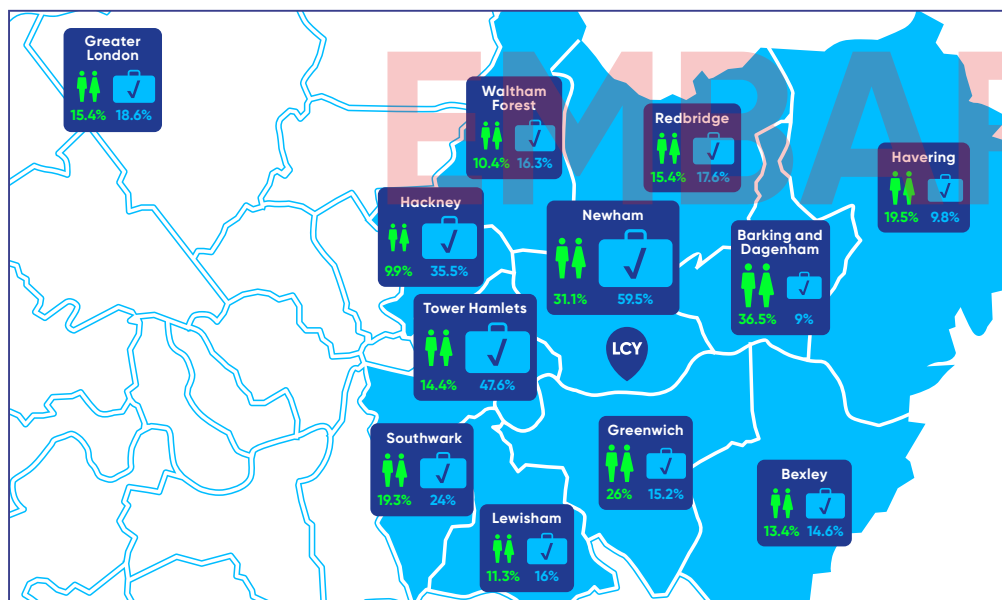 Greater
London
15.4% 18.6%
EMBAR
Waltham
Forest
10.4% 16.3%
Redbridge
15.4% 17.6%
Havering
19.5% 9.8%
Hackney
9.9% 35.5%
Newham
31.1% 59.5%
Barking and
Dagenham
36.5% 9%
Tower Hamlets
14.4% 47.6%
LCY
Southwark
19.3% 24%
Greenwich
26% 15.2%
Bexley
13.4% 14.6%
Lewisham
11.3% 16%